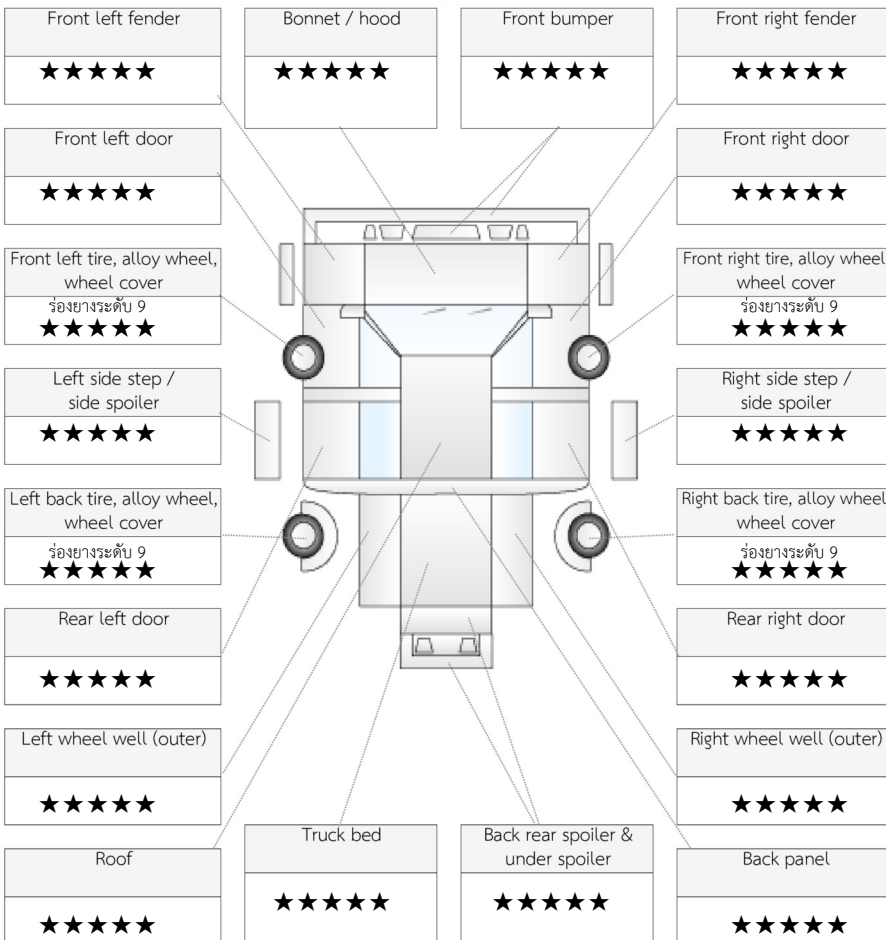 Front left fender
★★★★★
Bonnet / hood
★★★★★
Front bumper
★★★★★
Front right fender
★★★★★
Front left door
★★★★★
Front right door
★★★★★
Front left tire, alloy wheel,
wheel cover
ร่องยางระดับ 9
★★★★★
Front right tire, alloy wheel
wheel cover
ร่องยางระดับ 9
★★★★★
Left side step /
side spoiler
★★★★★
Right side step /
side spoiler
★★★★★
Left back tire, alloy wheel,
wheel cover
ร่องยางระดับ 9
★★★★★
Right back tire, alloy wheel
wheel cover
ร่องยางระดับ 9
★★★★★
Rear left door
★★★★★
Rear right door
★★★★★
Left wheel well (outer)
★★★★★
Right wheel well (outer)
★★★★★
Roof
★★★★★
Truck bed
★★★★★
Back rear spoiler &
under spoiler
★★★★★
Back panel
★★★★★